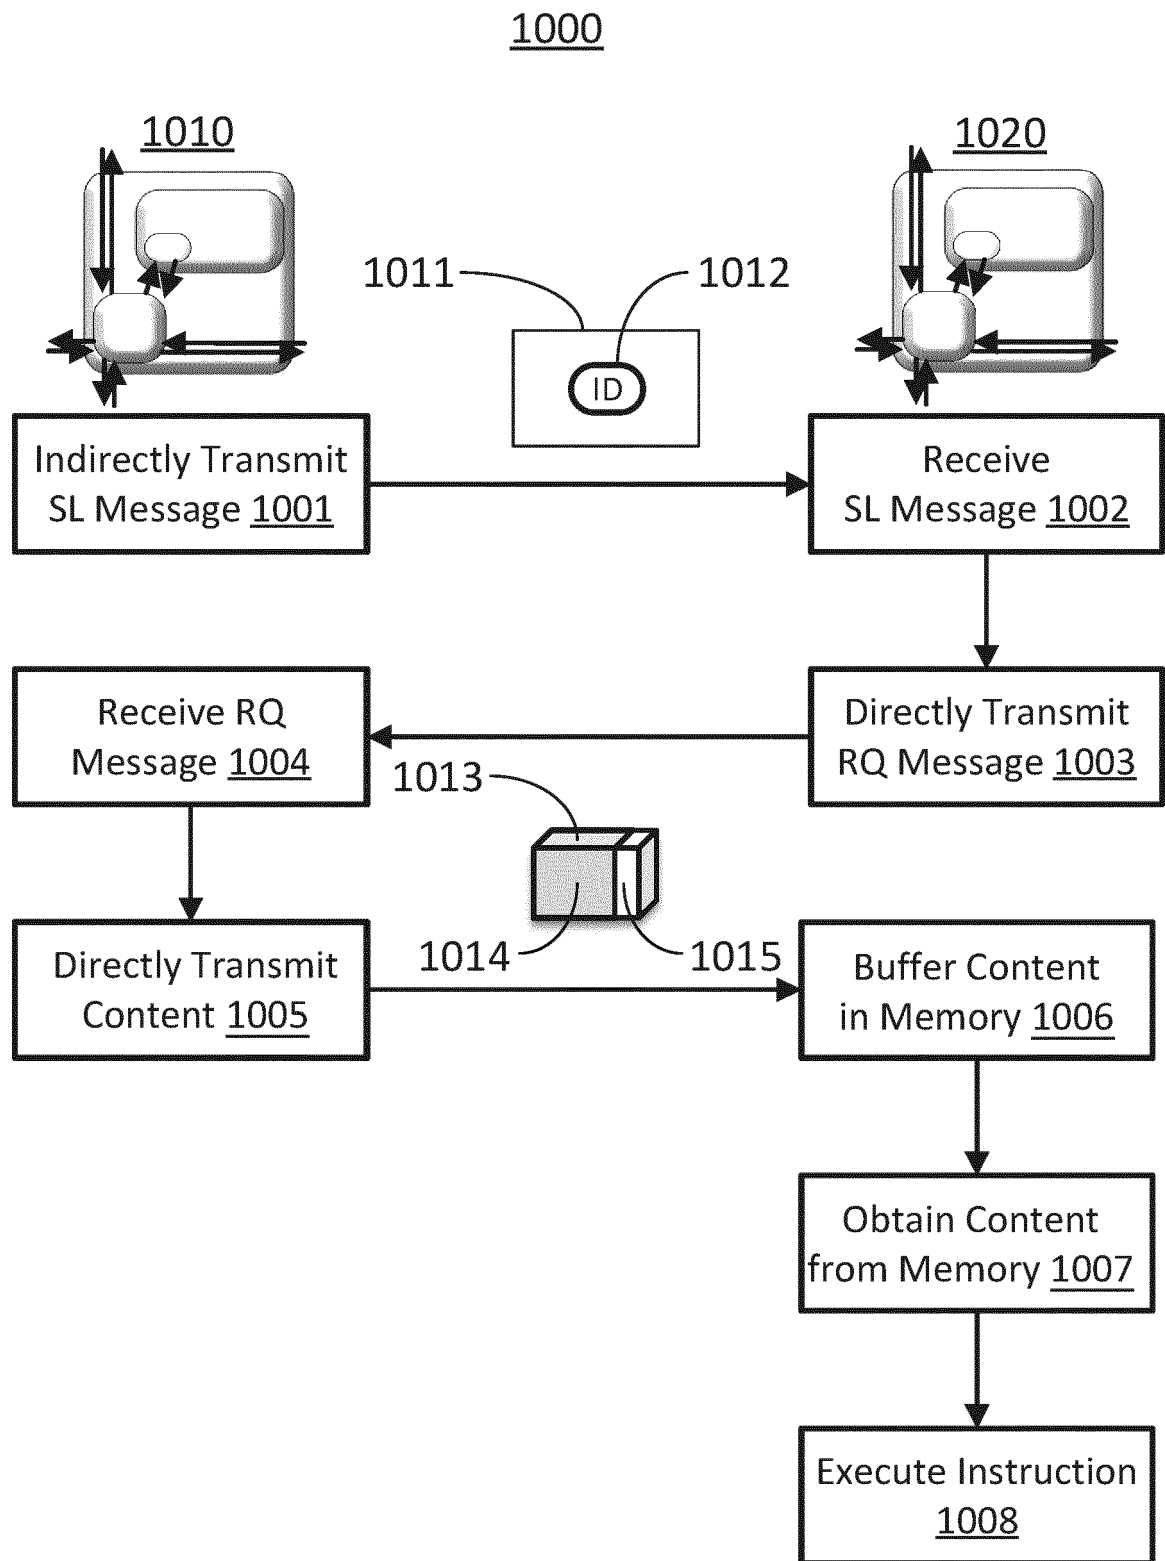 1000
1010
1020
1011
1012
ID
Indirectly Transmit
SL Message 1001
Receive
SL Message 1002
Receive RQ
Message 1004
Directly Transmit
RQ Message 1003
1013
1014
1015
Directly Transmit
Content 1005
Buffer Content
in Memory 1006
Obtain Content
from Memory 1007
Execute Instruction
1008